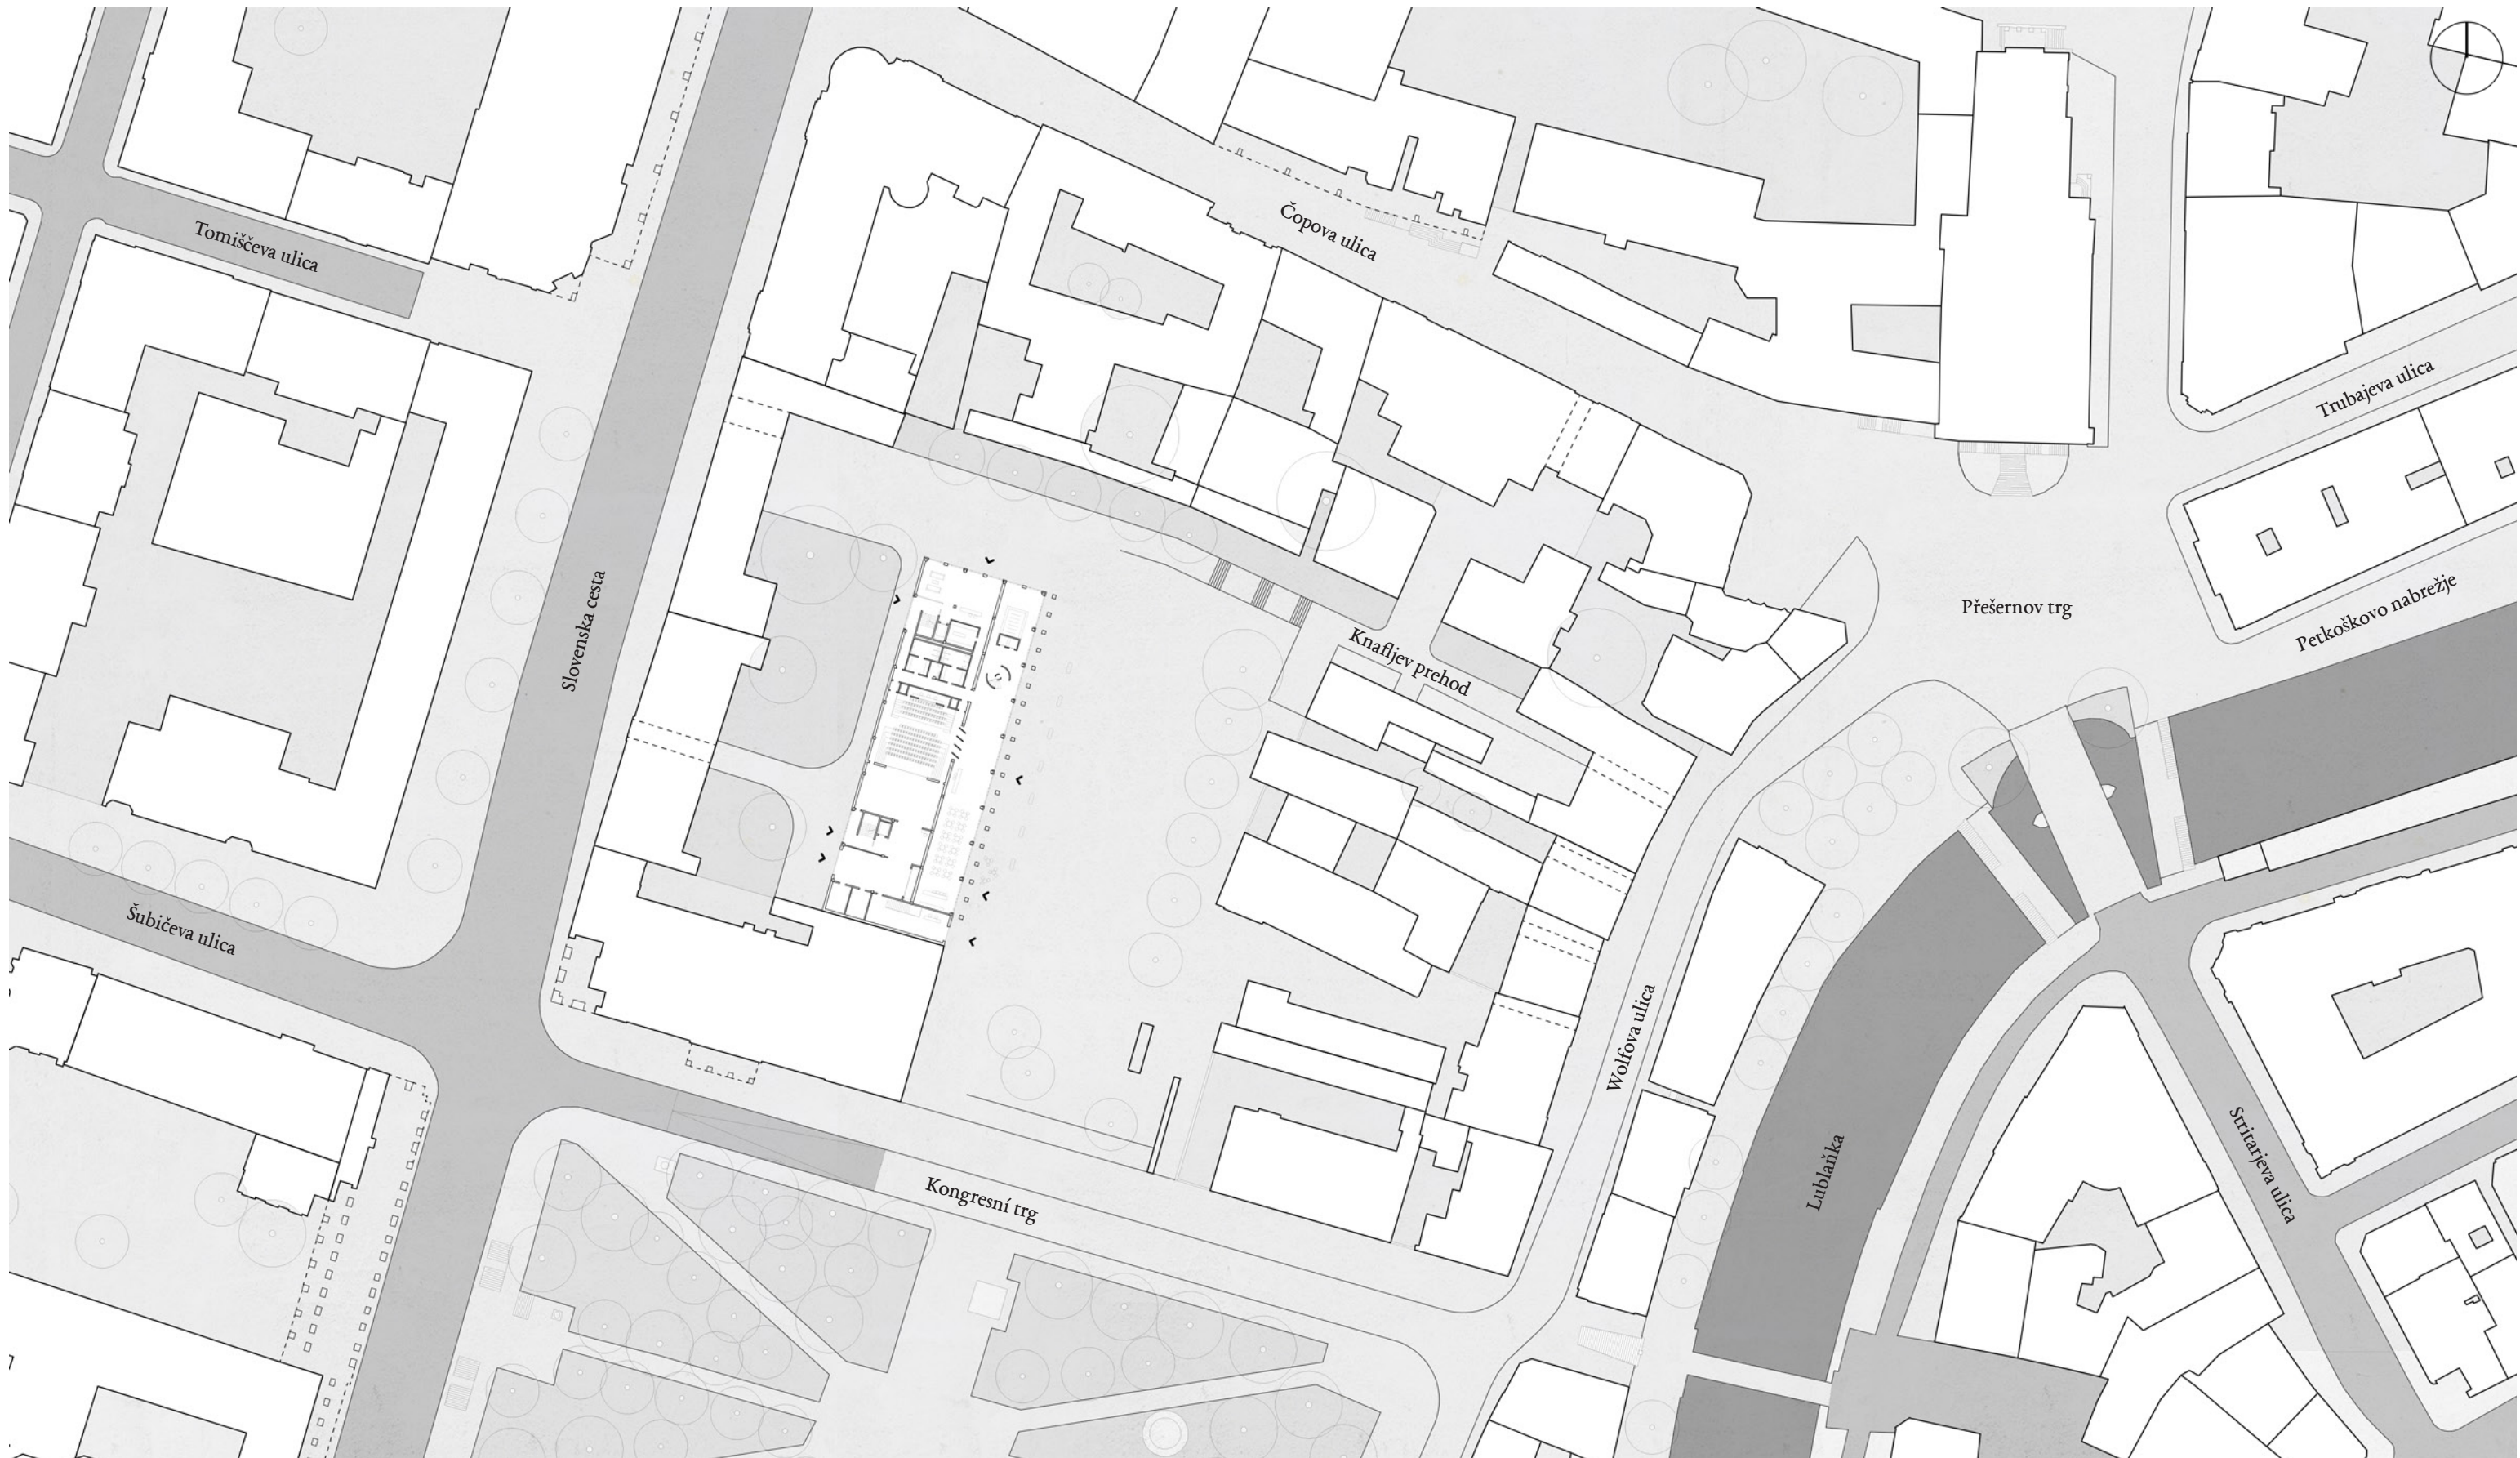 Tomiščeva ulica
Čopova ulica
Trubajeva ulica
Slovenska cesta
Přešernov trg
Petkoškovo nabrežje
Knafljev prehod
Šubičeva ulica
Wolfova ulica
Lublaňka
Stritarjeva ulica
Kongresní trg